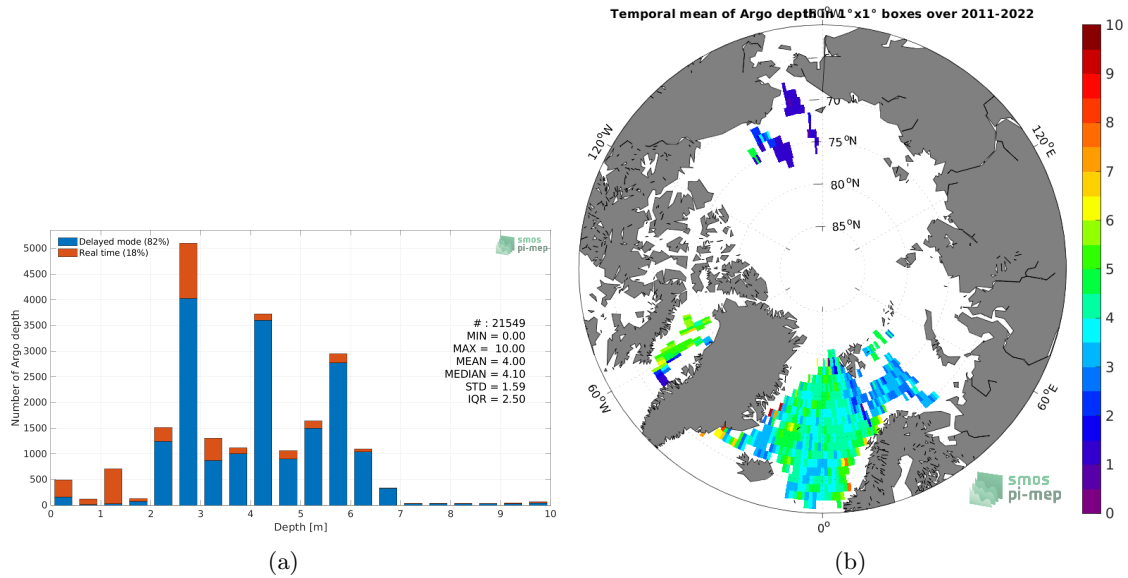 Temporal mean of Argo depth in 1°x1° boxes over 2011-2022
180°W
120°W
120°E
70°N
75°N
80°N
85°N
60°W
60°E
0°
10
9
8
7
6
5
4
3
2
1
0
smos
pi-mep
Delayed mode (82%)
Real time (18%)
smos
pi-mep
# : 21549
MIN = 0.00
MAX = 10.00
MEAN = 4.00
MEDIAN = 4.10
STD = 1.59
IQR = 2.50
Number of Argo depth
5000
4500
4000
3500
3000
2500
2000
1500
1000
500
0
0 1 2 3 4 5 6 7 8 9 10
Depth [m]
(a)
(b)